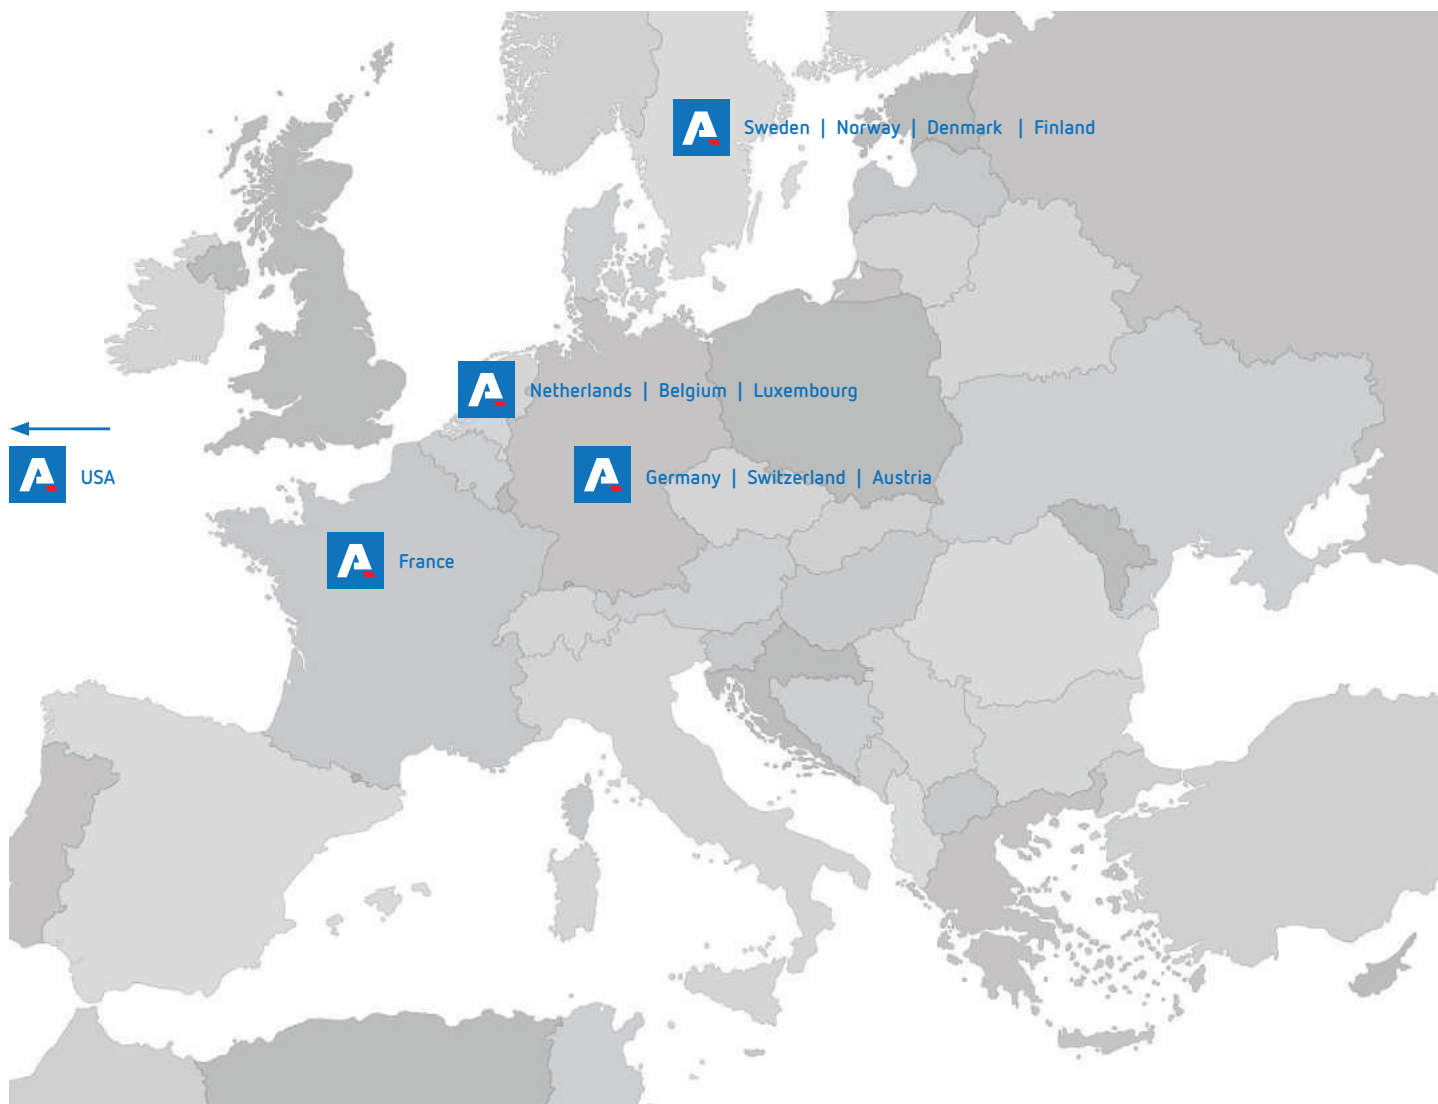 Sweden | Norway | Denmark | Finland
Netherlands | Belgium | Luxembourg
USA
Germany | Switzerland | Austria
France